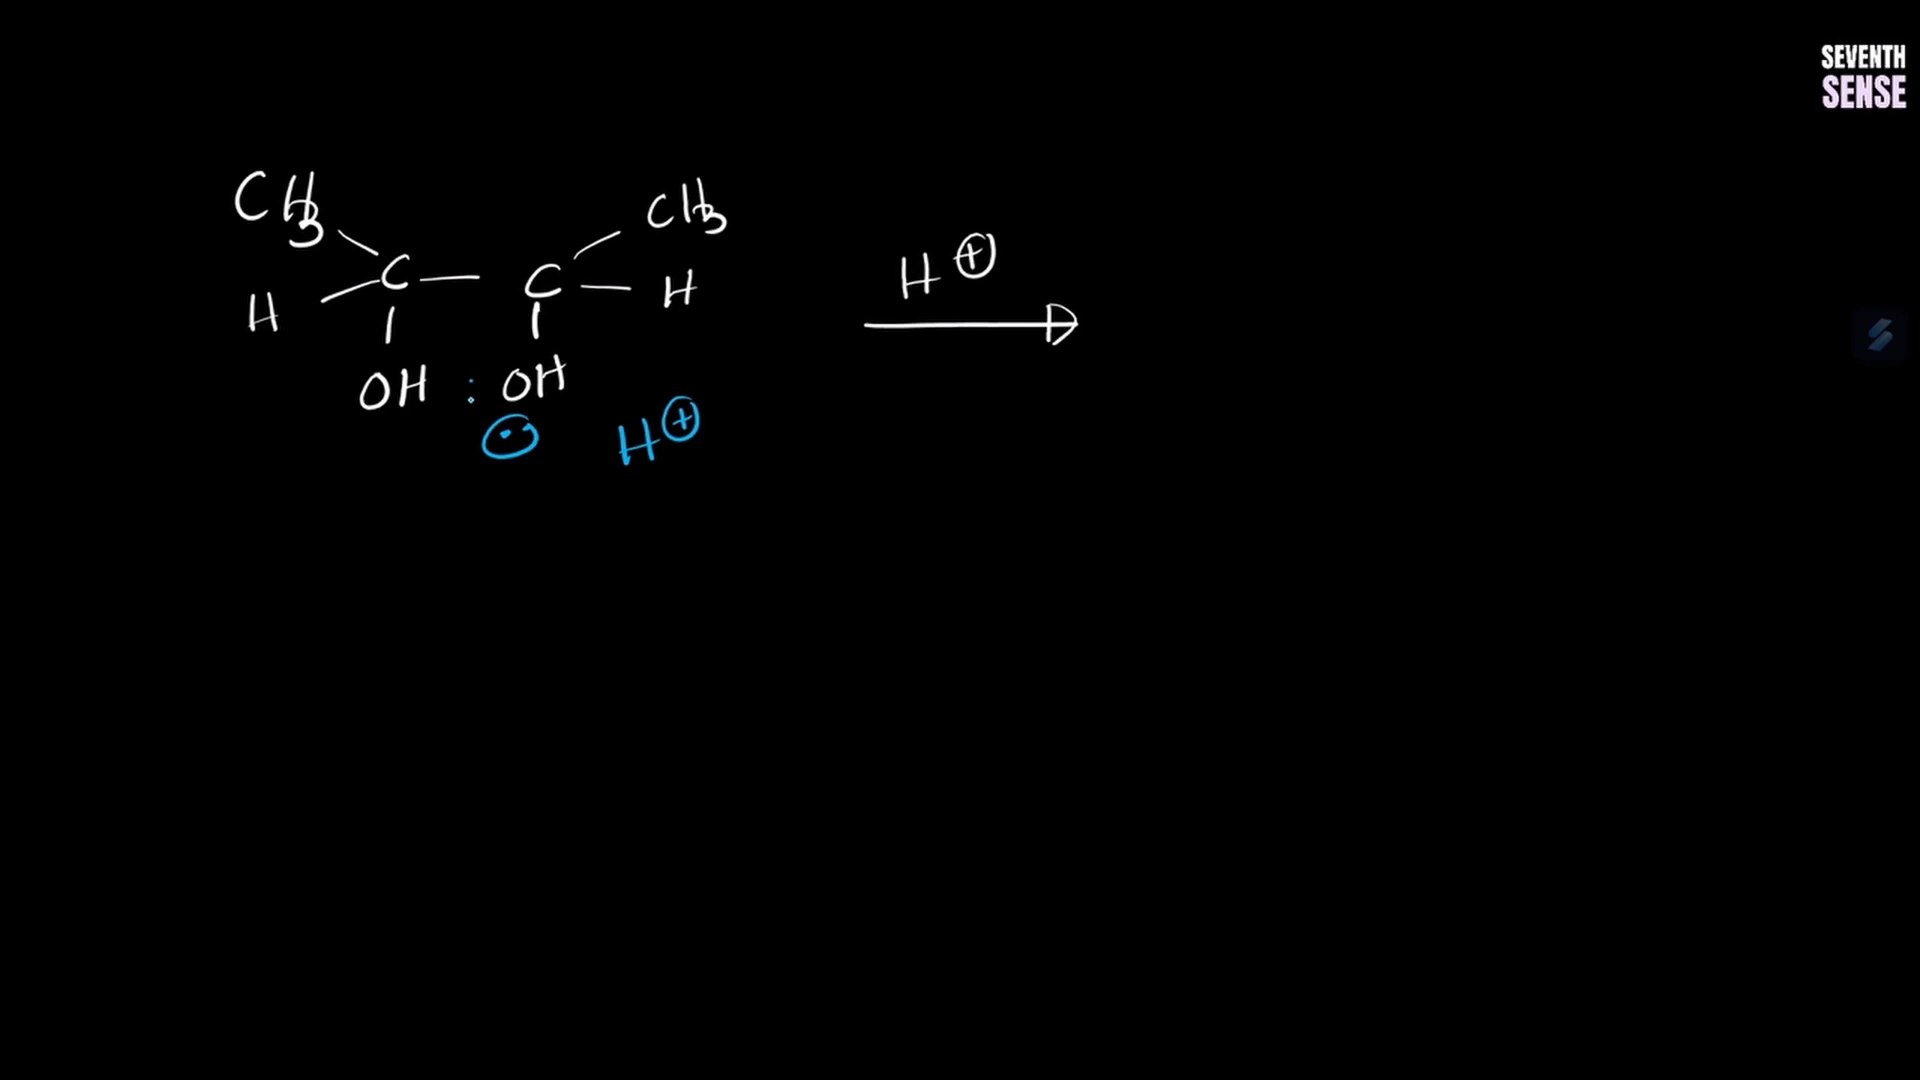 SEVENTH
SENSE
CH3 CH3
C — C — H
H
OH : OH
H⊕
H⊕